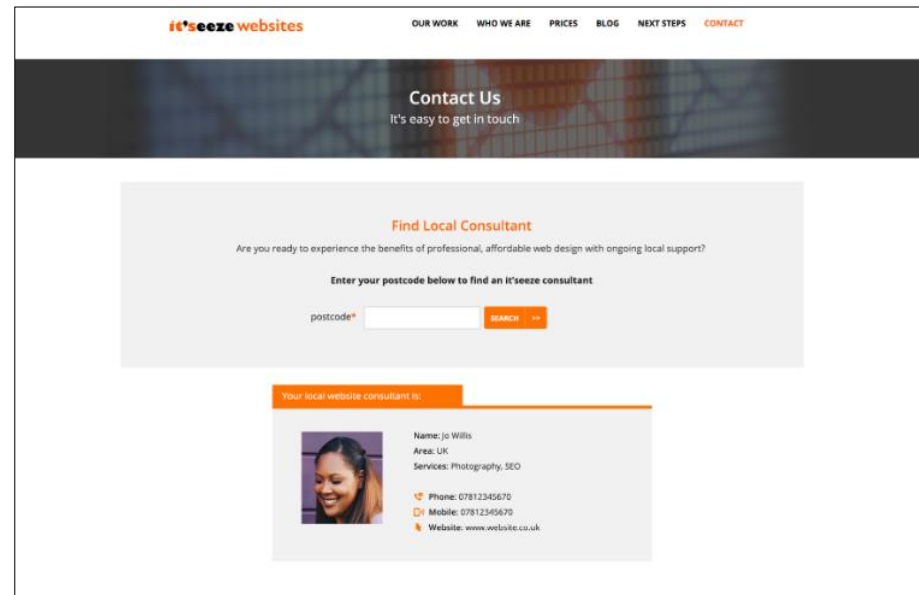 it'seeze websites
OUR WORK WHO WE ARE PRICES BLOG NEXT STEPS CONTACT
Contact Us
It's easy to get in touch
Find Local Consultant
Are you ready to experience the benefits of professional, affordable web design with ongoing local support?
Enter your postcode below to find an it'seeze consultant
postcode*
SEARCH >>
Your local website consultant is:
Name: Jo Willis
Area: UK
Services: Photography, SEO
Phone: 07812345670
Mobile: 07812345670
Website: www.website.co.uk